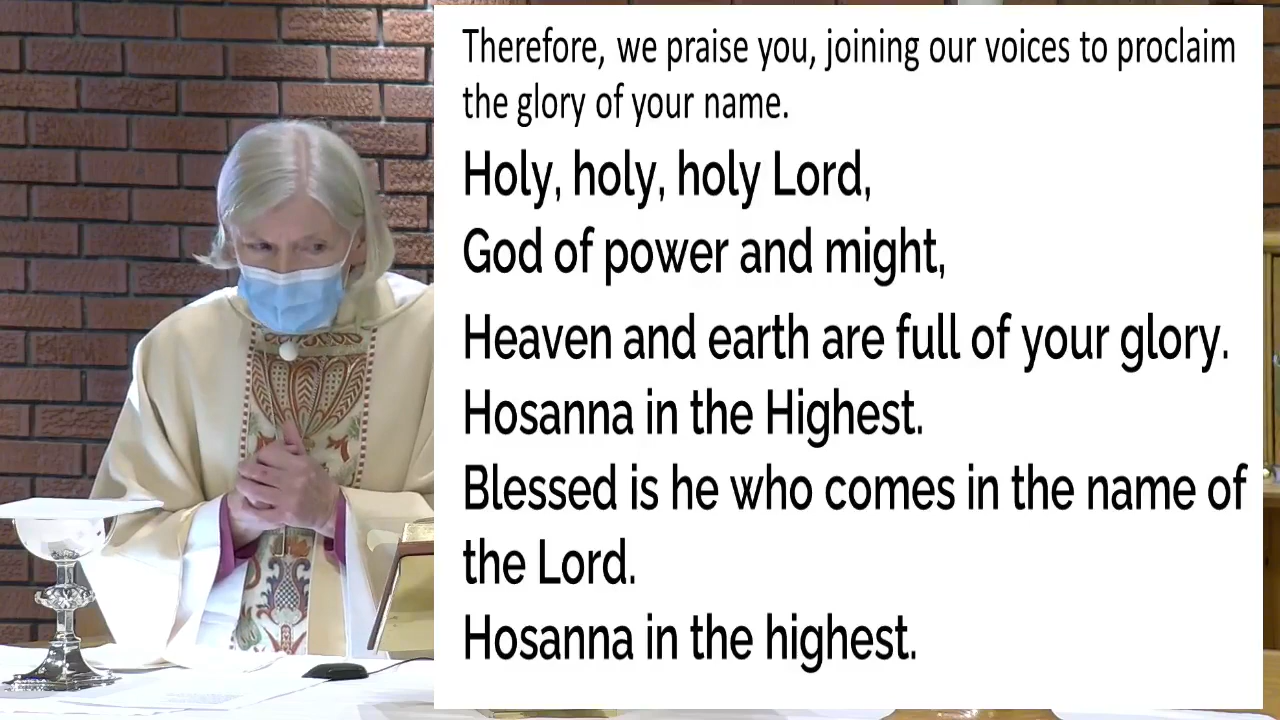 Therefore, we praise you, joining our voices to proclaim
the glory of your name.
Holy, holy, holy Lord,
God of power and might,
Heaven and earth are full of your glory.
Hosanna in the Highest.
Blessed is he who comes in the name of
the Lord.
Hosanna in the highest.